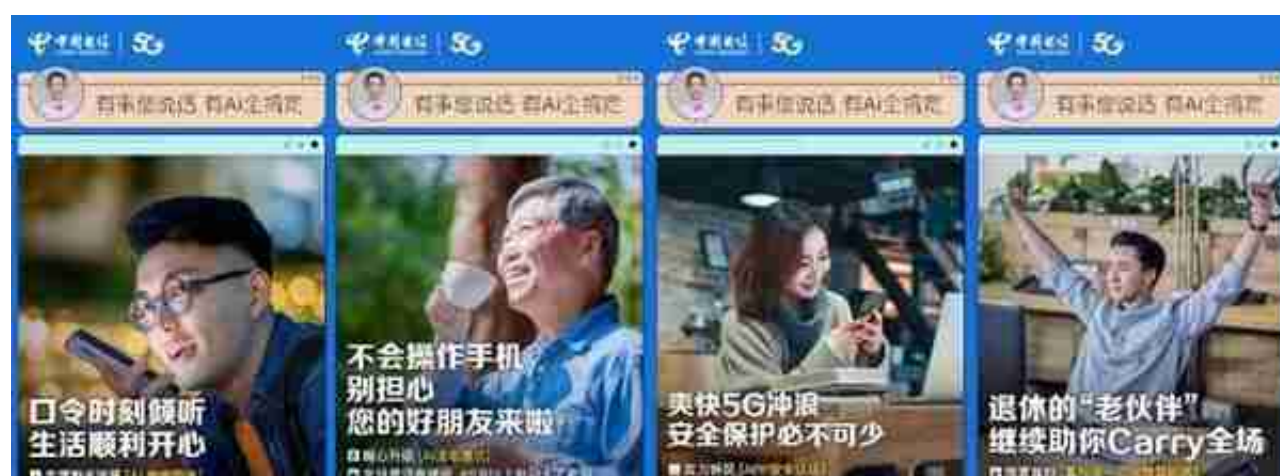 中国电信 5G
有事您说话 有AI全搞定
口令时刻倾听
生活顺利开心
中国电信 5G
有事您说话 有AI全搞定
不会操作手机
别担心
您的好朋友来啦
中国电信 5G
有事您说话 有AI全搞定
爽快5G冲浪
安全保护必不可少
中国电信 5G
有事您说话 有AI全搞定
退休的“老伙伴”
继续助你Carry全场